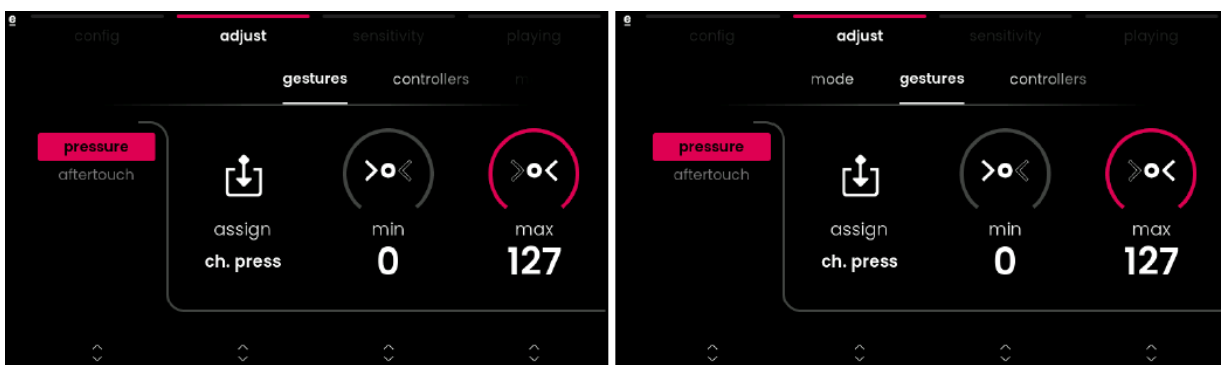 e
config adjust sensitivity playing
gestures controllers m
pressure
aftertouch
assign min max
ch. press 0 127
e
config adjust sensitivity playing
mode gestures controllers
pressure
aftertouch
assign min max
ch. press 0 127